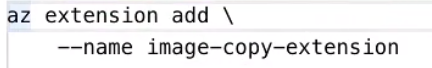 az extension add \
--name image-copy-extension